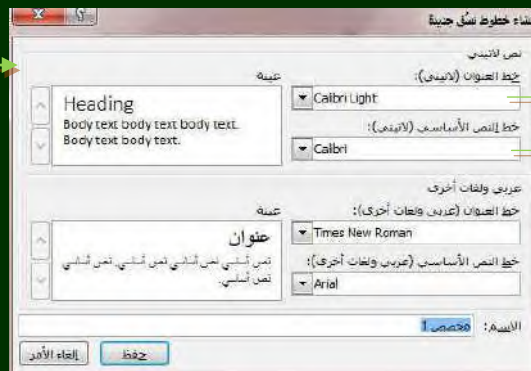 إنشاء خطوط نسق جديدة
نص لاتيني
خط العنوان (لاتيني):
Calibri Light
خط النص الأساسي (لاتيني):
Calibri
عينة
Heading
Body text body text body text.
Body text body text.
عربي ولغات أخرى
خط العنوان (عربي ولغات أخرى):
Times New Roman
خط النص الأساسي (عربي ولغات أخرى):
Arial
عينة
عنوان
نص أساسي نص أساسي نص أساسي. نص أساسي
نص أساسي.
الاسم: مخصص 1
حفظ
إلغاء الأمر